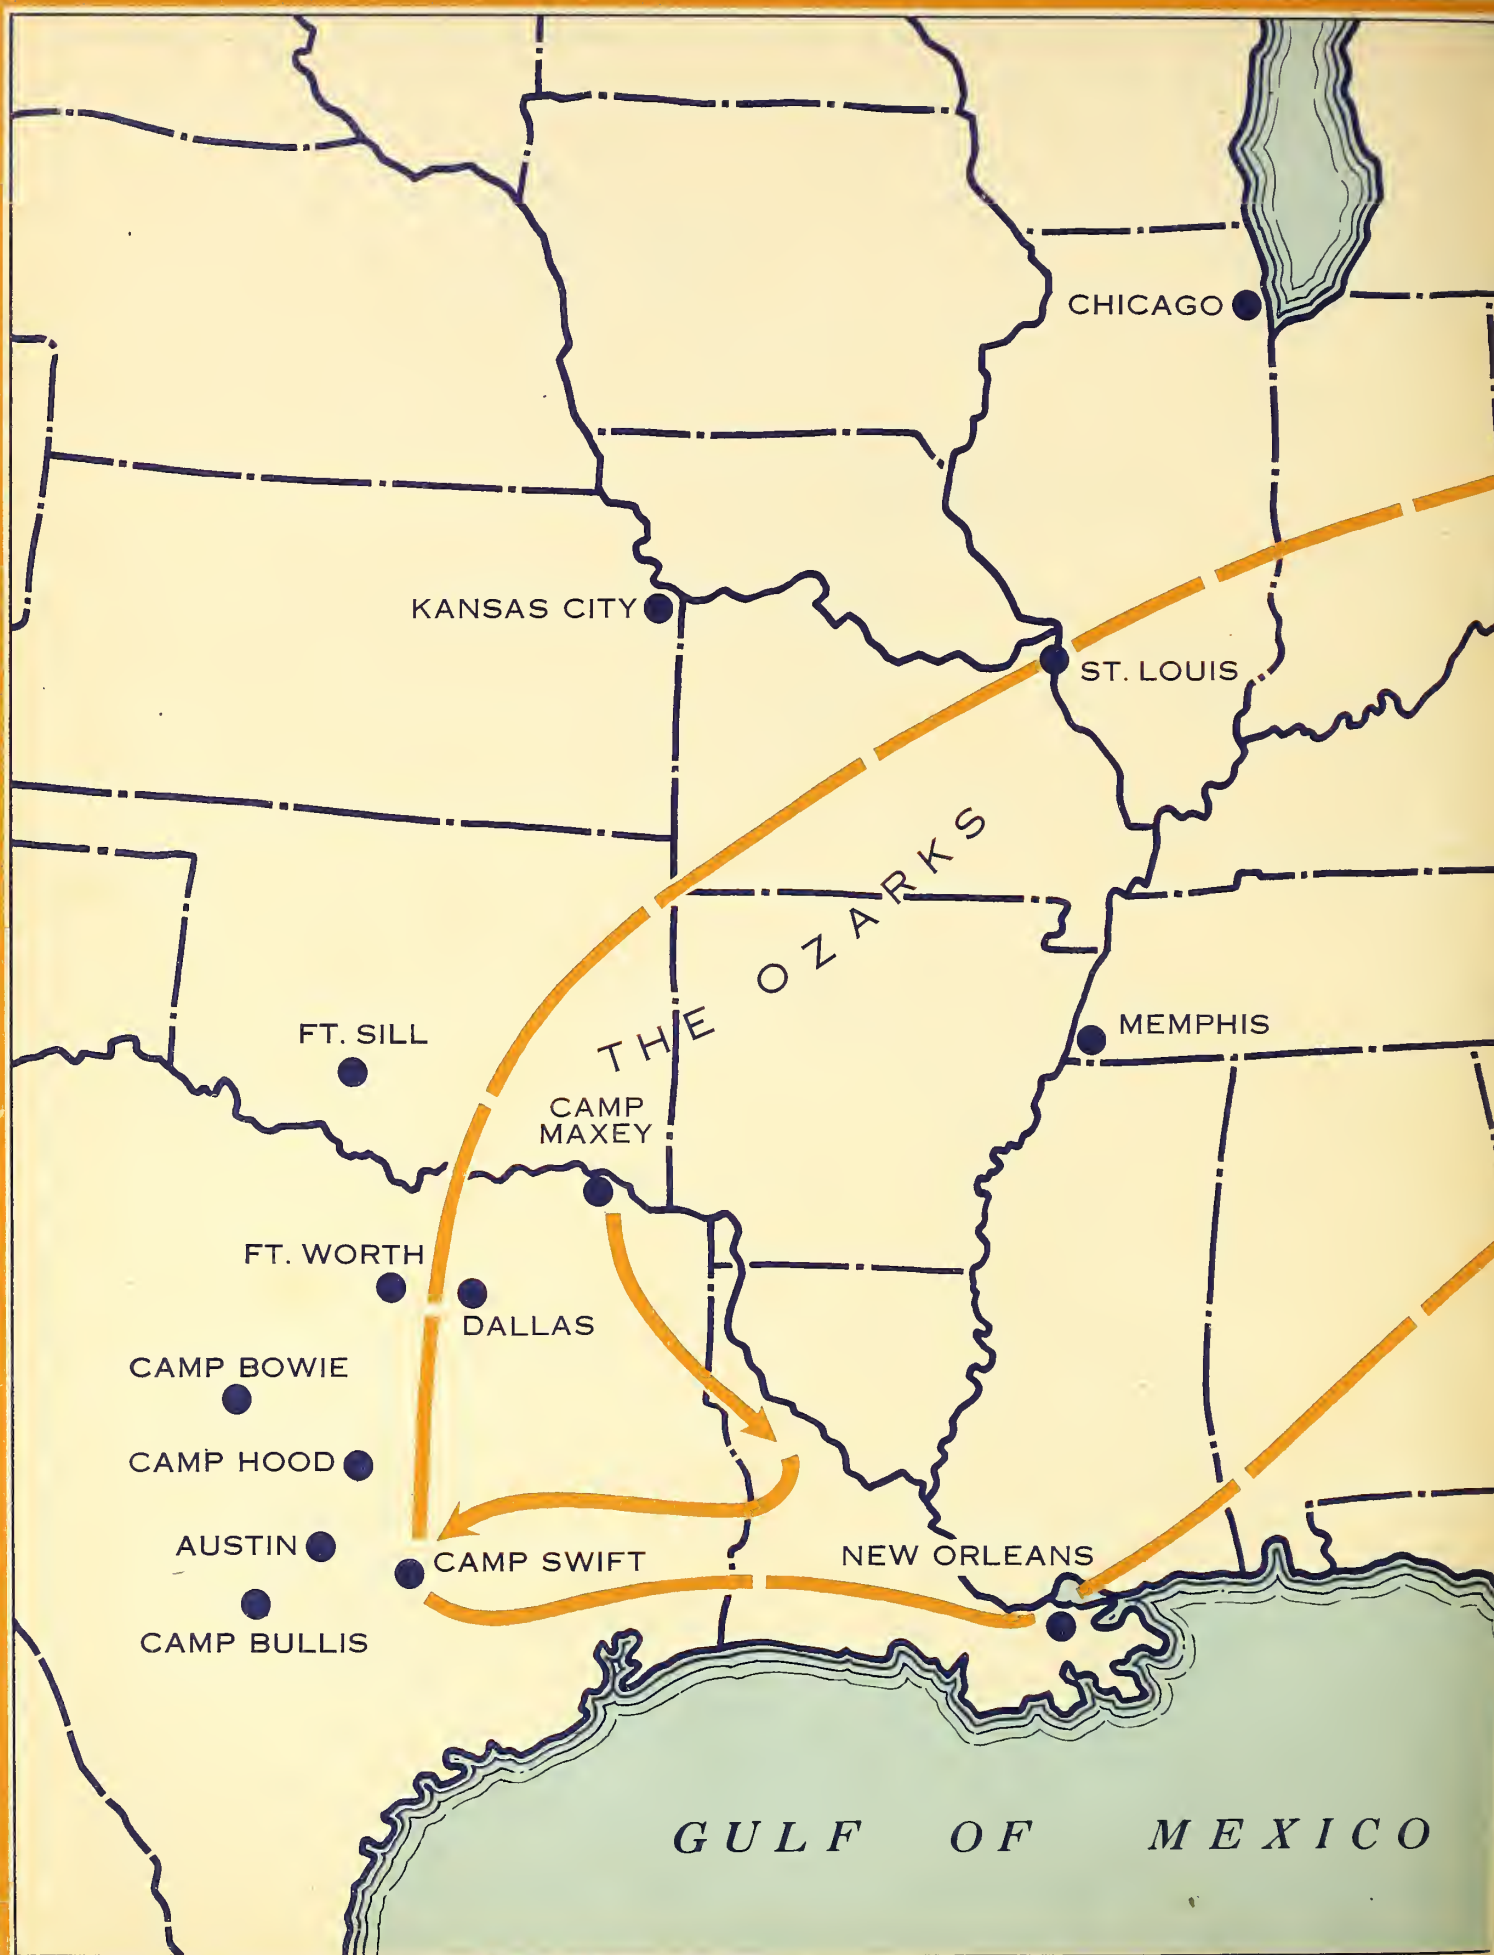 CHICAGO
KANSAS CITY
ST. LOUIS
THE OZARKS
FT. SILL
MEMPHIS
CAMP
MAXEY
FT. WORTH
DALLAS
CAMP BOWIE
CAMP HOOD
AUSTIN
CAMP SWIFT
NEW ORLEANS
CAMP BULLIS
GULF OF MEXICO